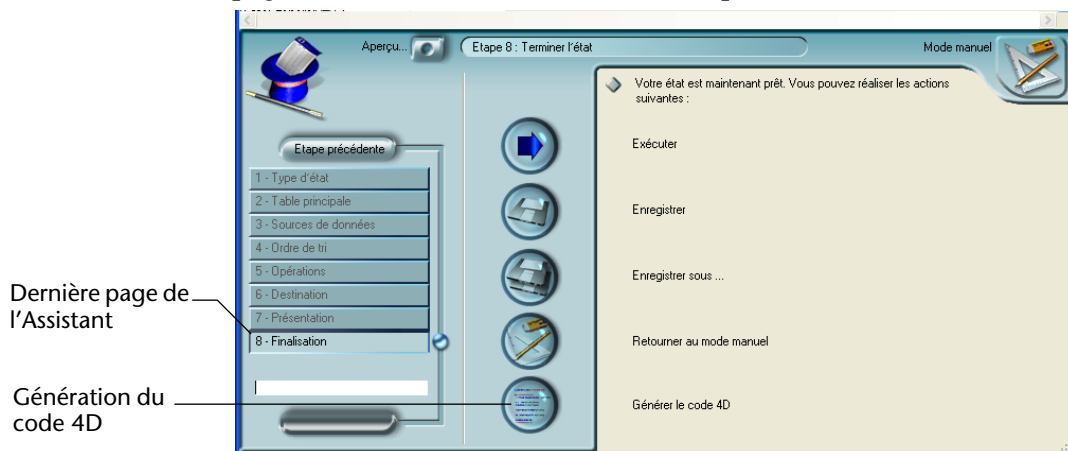 Aperçu...
Etape 8 : Terminer l'état
Mode manuel
Votre état est maintenant prêt. Vous pouvez réaliser les actions
suivantes :
Etape précédente
Exécuter
1 - Type d'état
2 - Table principale
Enregistrer
3 - Sources de données
4 - Ordre de tri
5 - Opérations
Enregistrer sous ...
6 - Destination
7 - Présentation
8 - Finalisation
Retourner au mode manuel
Dernière page de
l'Assistant
Générer le code 4D
Génération du
code 4D